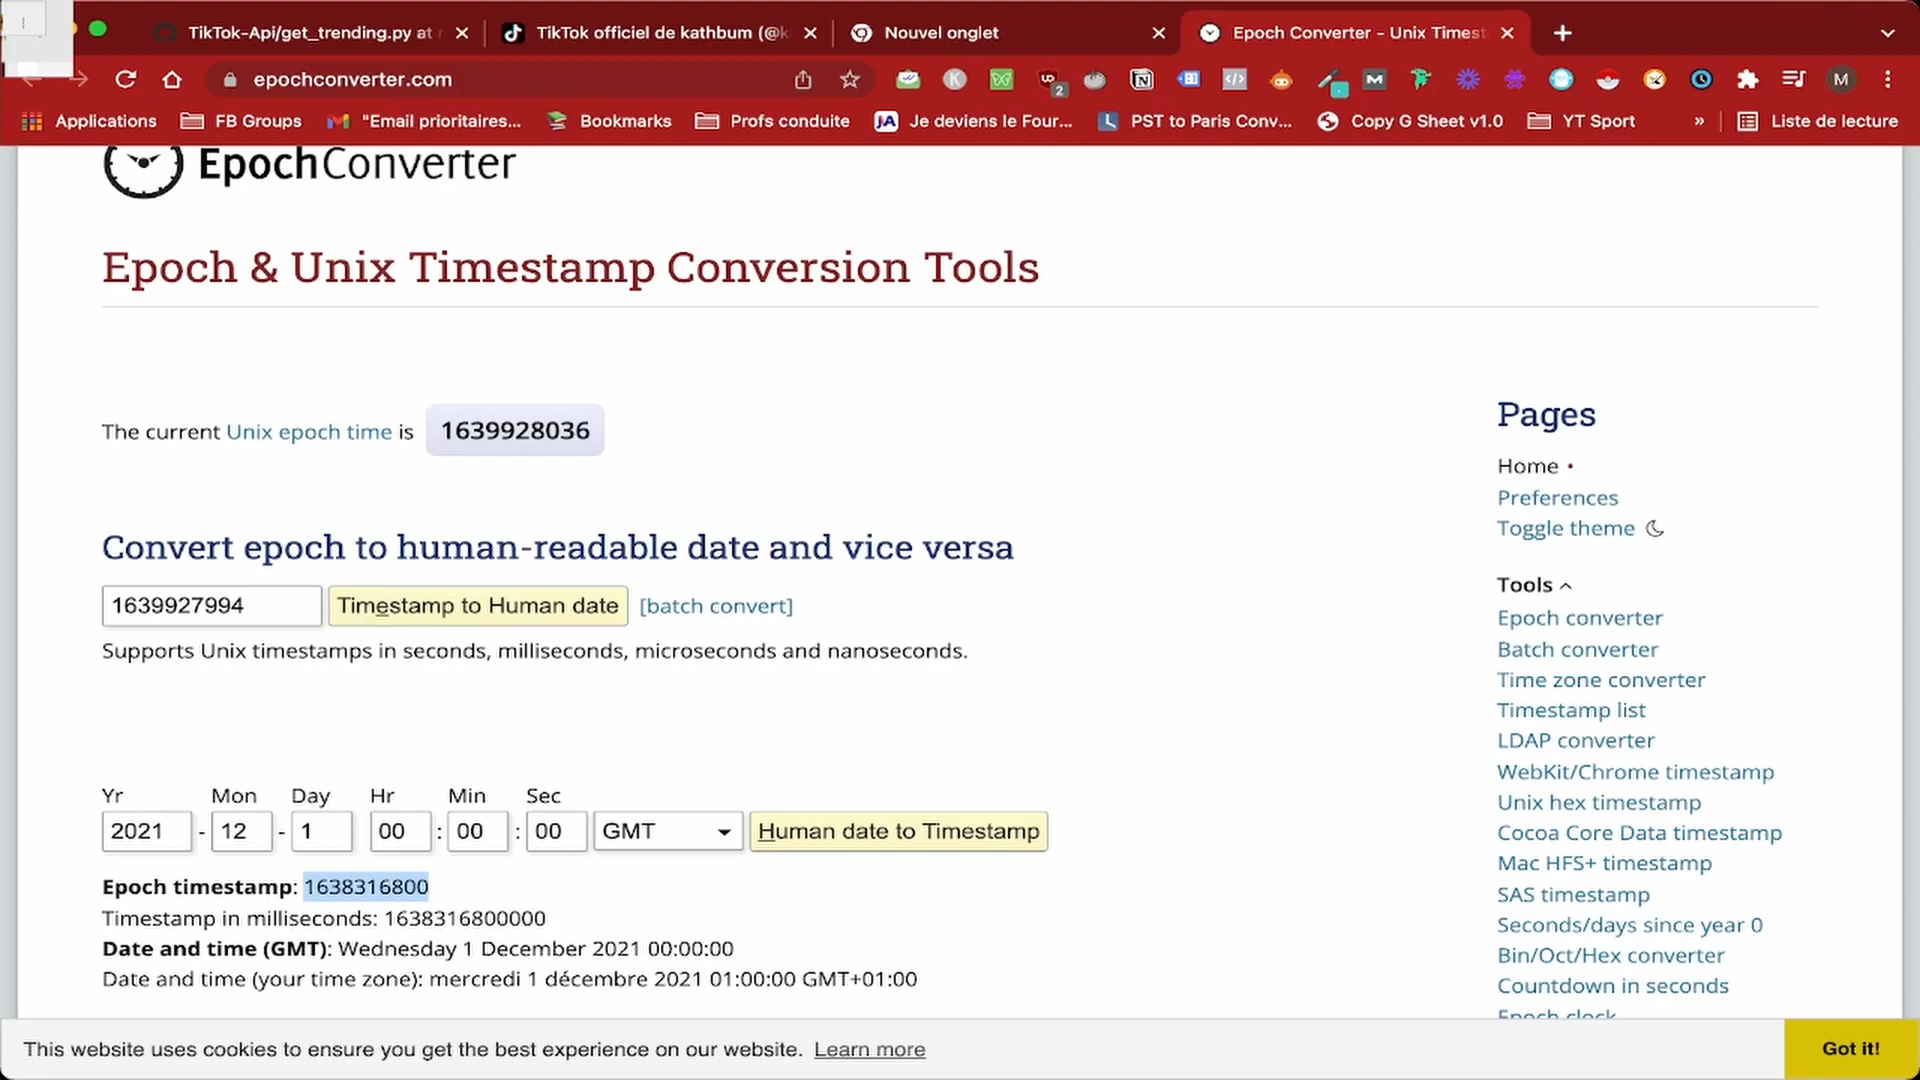 TikTok-Api/get_trending.py at
TikTok officiel de kathbum (@k
Nouvel onglet
Epoch Converter - Unix Timest
epochconverter.com
2
M
Applications
FB Groups
"Email prioritaires...
Bookmarks
Profs conduite
JA
Je deviens le Four...
PST to Paris Conv...
Copy G Sheet v1.0
YT Sport
»
Liste de lecture
EpochConverter
Epoch & Unix Timestamp Conversion Tools
The current Unix epoch time is 1639928036
Convert epoch to human-readable date and vice versa
1639927994 Timestamp to Human date [batch convert]
Supports Unix timestamps in seconds, milliseconds, microseconds and nanoseconds.
Yr Mon Day Hr Min Sec
2021 - 12 - 1 00 : 00 : 00 GMT Human date to Timestamp
Epoch timestamp: 1638316800
Timestamp in milliseconds: 1638316800000
Date and time (GMT): Wednesday 1 December 2021 00:00:00
Date and time (your time zone): mercredi 1 décembre 2021 01:00:00 GMT+01:00
Pages
Home •
Preferences
Toggle theme
Tools
Epoch converter
Batch converter
Time zone converter
Timestamp list
LDAP converter
WebKit/Chrome timestamp
Unix hex timestamp
Cocoa Core Data timestamp
Mac HFS+ timestamp
SAS timestamp
Seconds/days since year 0
Bin/Oct/Hex converter
Countdown in seconds
Epoch clock
This website uses cookies to ensure you get the best experience on our website. Learn more
Got it!